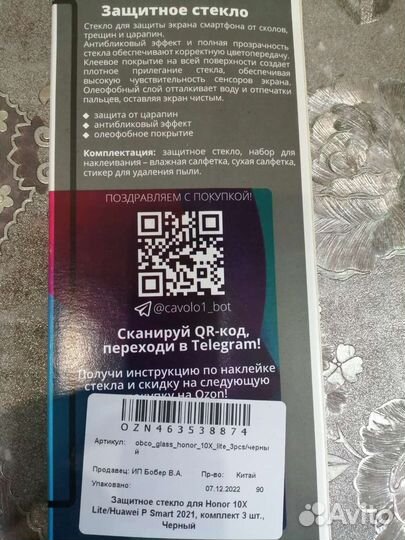 Защитное стекло
Стекло для защиты экрана смартфона от сколов,
трещин и царапин.
Антибликовый эффект и полная прозрачность
стекла обеспечивают корректную цветопередачу.
Клеевое покрытие на всей поверхности создает
плотное прилегание стекла, обеспечивая
высокую чувствительность сенсоров экрана.
Олеофобный слой отталкивает воду и отпечатки
пальцев, оставляя экран чистым.
◆ защита от царапин
◆ антибликовый эффект
◆ олеофобное покрытие
Комплектация: защитное стекло, набор для
наклеивания – влажная салфетка, сухая салфетка,
стикер для удаления пыли.
ПОЗДРАВЛЯЕМ С ПОКУПКОЙ!
@cavolo1_bot
Сканируй QR-код,
переходи в Telegram!
Получи инструкцию по наклейке
стекла и скидку на следующую
покупку на Ozon!
OZN463538874
Артикул: obco_glass_honor_10X_lite_3pcs/черный
й
Продавец: ИП Бобер В.А. Пр-во: Китай
Упаковано: 07.12.2022 90
Защитное стекло для Honor 10X
Lite/Huawei P Smart 2021, комплект 3 шт.,
Черный
Avito